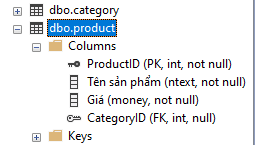 dbo.category
dbo.product
Columns
ProductID (PK, int, not null)
Tên sản phẩm (ntext, not null)
Giá (money, not null)
CategoryID (FK, int, not null)
Keys